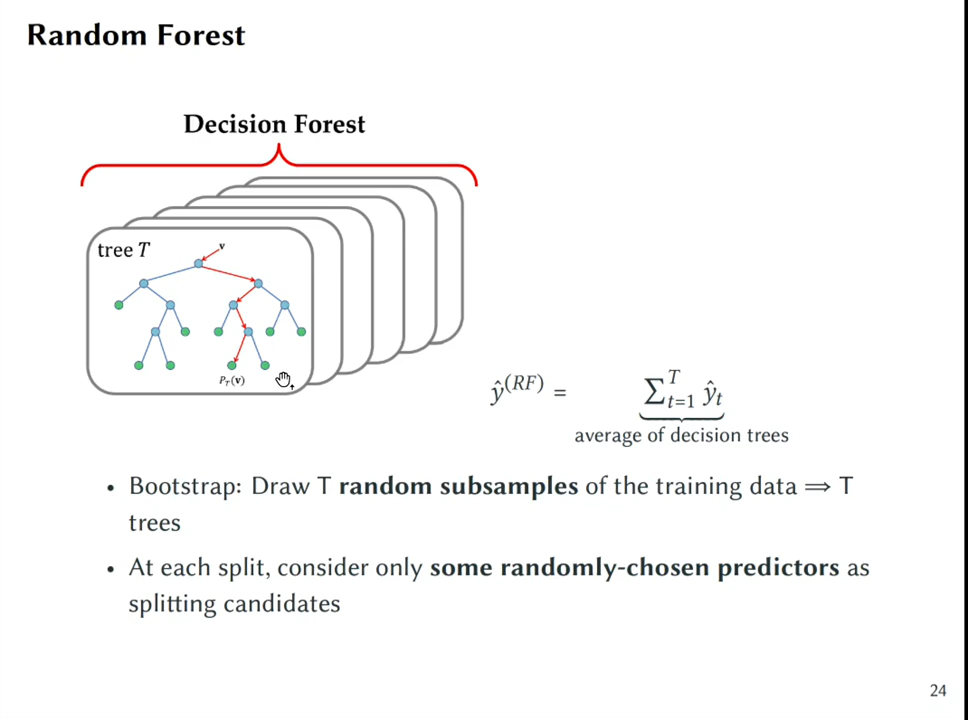 Random Forest
Decision Forest
tree T
v
P_T(v)
ŷ^(RF) = ∑_{t=1}^{T} ŷ_t
average of decision trees
• Bootstrap: Draw T random subsamples of the training data ⟹ T
trees
• At each split, consider only some randomly-chosen predictors as
splitting candidates
24